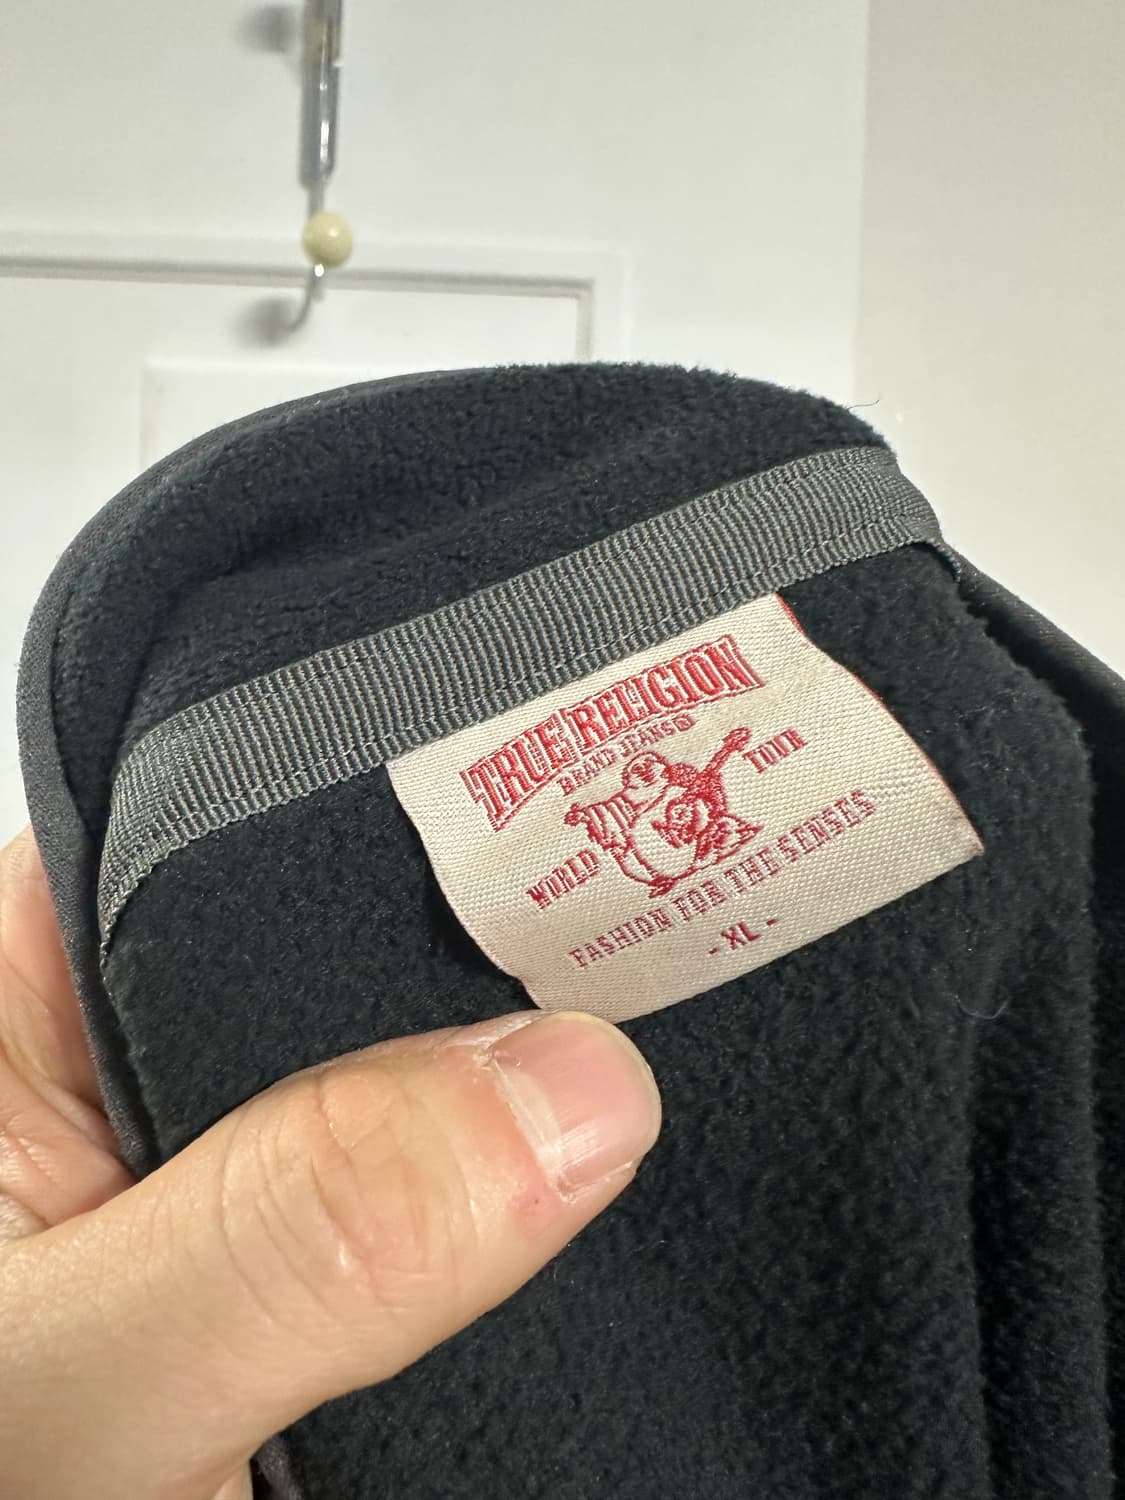 TRUE RELIGION
BRAND JEANS®
WORLD TOUR
FASHION FOR THE SENSES
- XL -